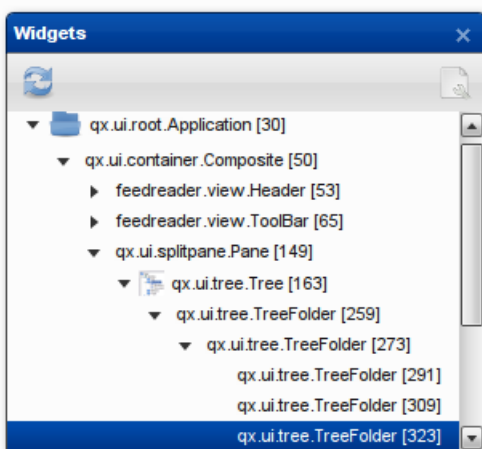 Widgets
qx.ui.root.Application [30]
qx.ui.container.Composite [50]
feedreader.view.Header [53]
feedreader.view.ToolBar [65]
qx.ui.splitpane.Pane [149]
qx.ui.tree.Tree [163]
qx.ui.tree.TreeFolder [259]
qx.ui.tree.TreeFolder [273]
qx.ui.tree.TreeFolder [291]
qx.ui.tree.TreeFolder [309]
qx.ui.tree.TreeFolder [323]